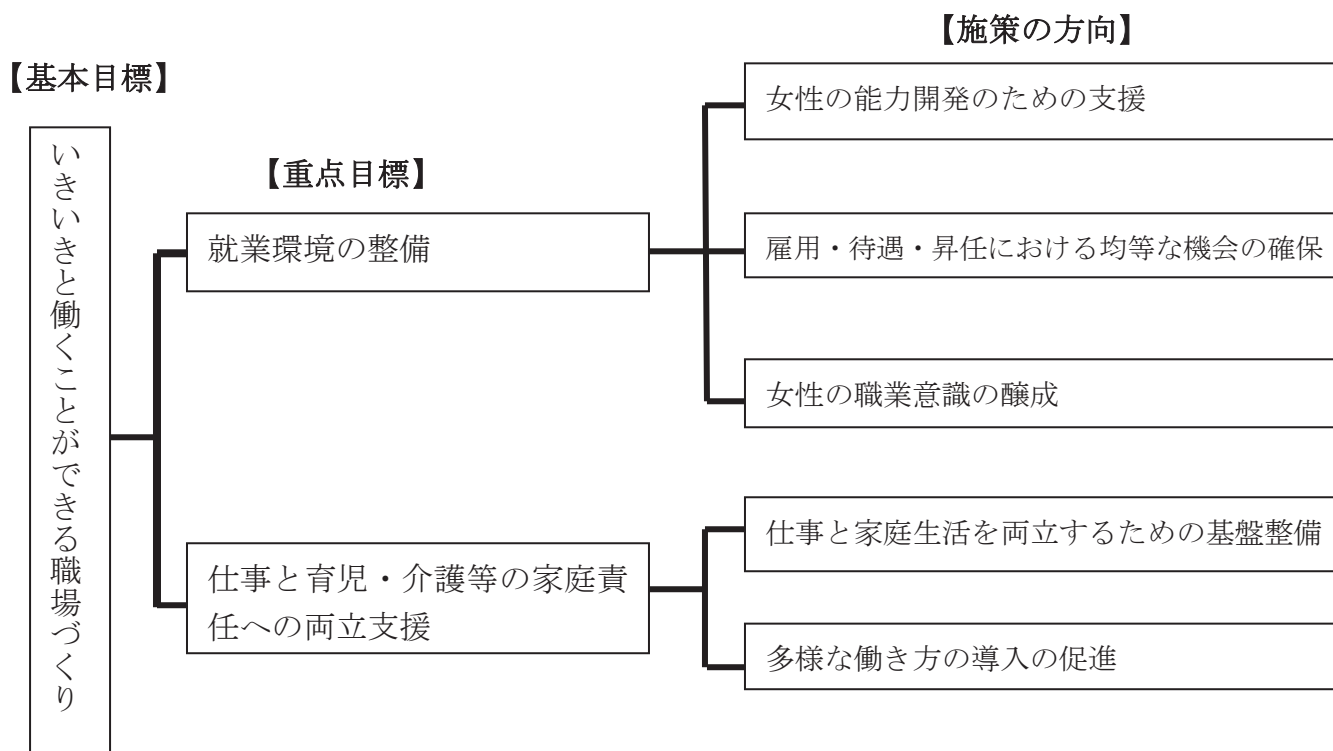 【施策の方向】
【基本目標】
女性の能力開発のための支援
いきいきと働くことができる職場づくり
【重点目標】
就業環境の整備
雇用・待遇・昇任における均等な機会の確保
女性の職業意識の醸成
仕事と育児・介護等の家庭責
任への両立支援
仕事と家庭生活を両立するための基盤整備
多様な働き方の導入の促進